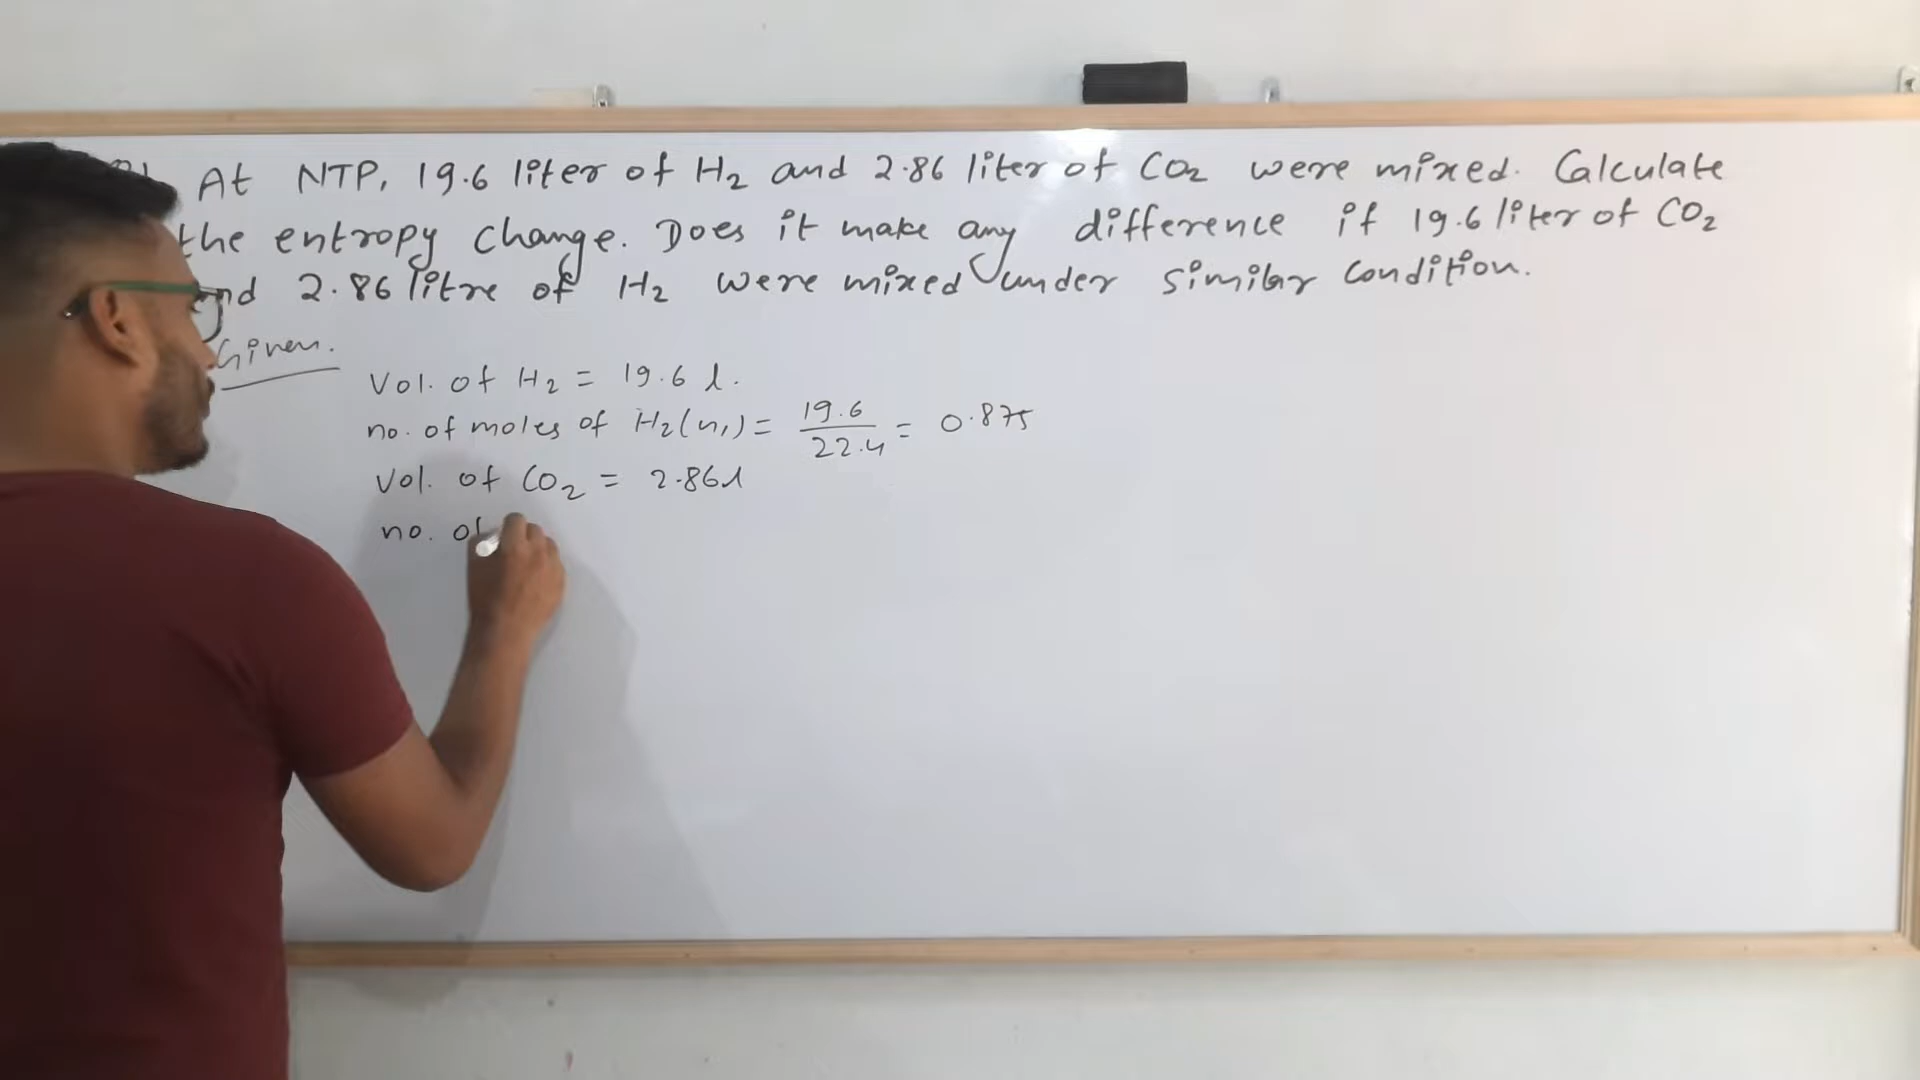 At NTP, 19.6 liter of H₂ and 2.86 liter of CO₂ were mixed. Calculate
the entropy change. Does it make any difference if 19.6 liter of CO₂
nd 2.86 litre of H₂ were mixed under similar condition.
Given.
Vol. of H₂ = 19.6 l.
no. of moles of H₂(n₁) = 19.6/22.4 = 0.875
Vol. of CO₂ = 2.86l
no. of